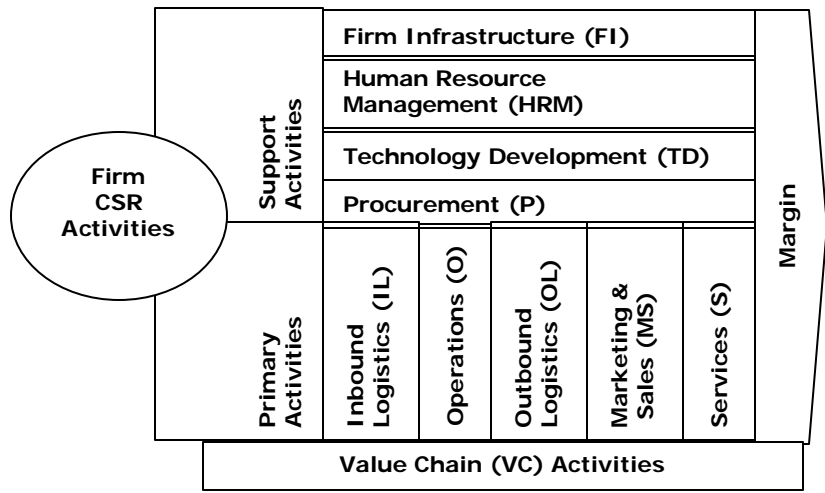 Firm
CSR
Activities
Support
Activities
Firm Infrastructure (FI)
Human Resource
Management (HRM)
Technology Development (TD)
Procurement (P)
Primary
Activities
Inbound
Logistics (IL)
Operations (O)
Outbound
Logistics (OL)
Marketing &
Sales (MS)
Services (S)
Margin
Value Chain (VC) Activities